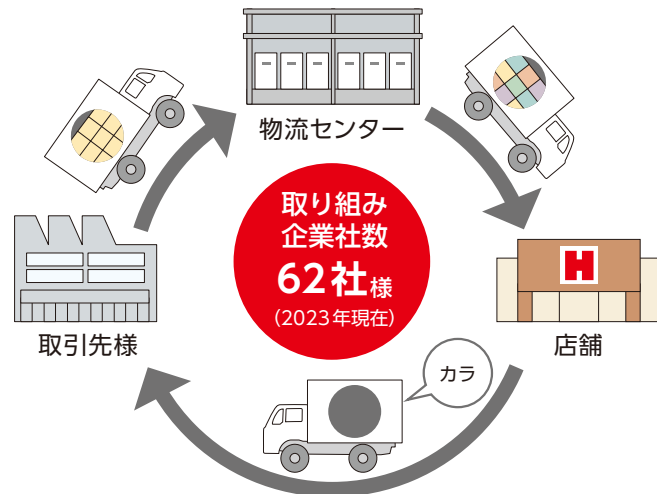 物流センター
取り組み
企業社数
62社様
(2023年現在)
取引先様
H
店舗
カラ